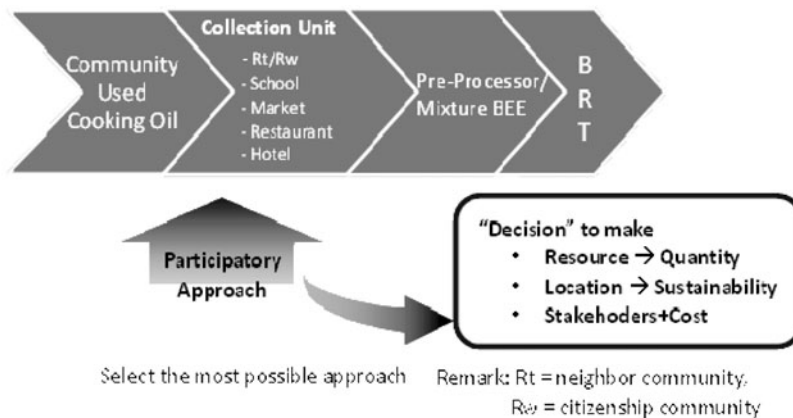 Community
Used
Cooking Oil
Collection Unit
- Rt/Rw
- School
- Market
- Restaurant
- Hotel
Pre-Processor/
Mixture BEE
B
R
T
Participatory
Approach
“Decision” to make
• Resource → Quantity
• Location → Sustainability
• Stakehoders+Cost
Select the most possible approach
Remark: Rt = neighbor community,
Rw = citizenship community